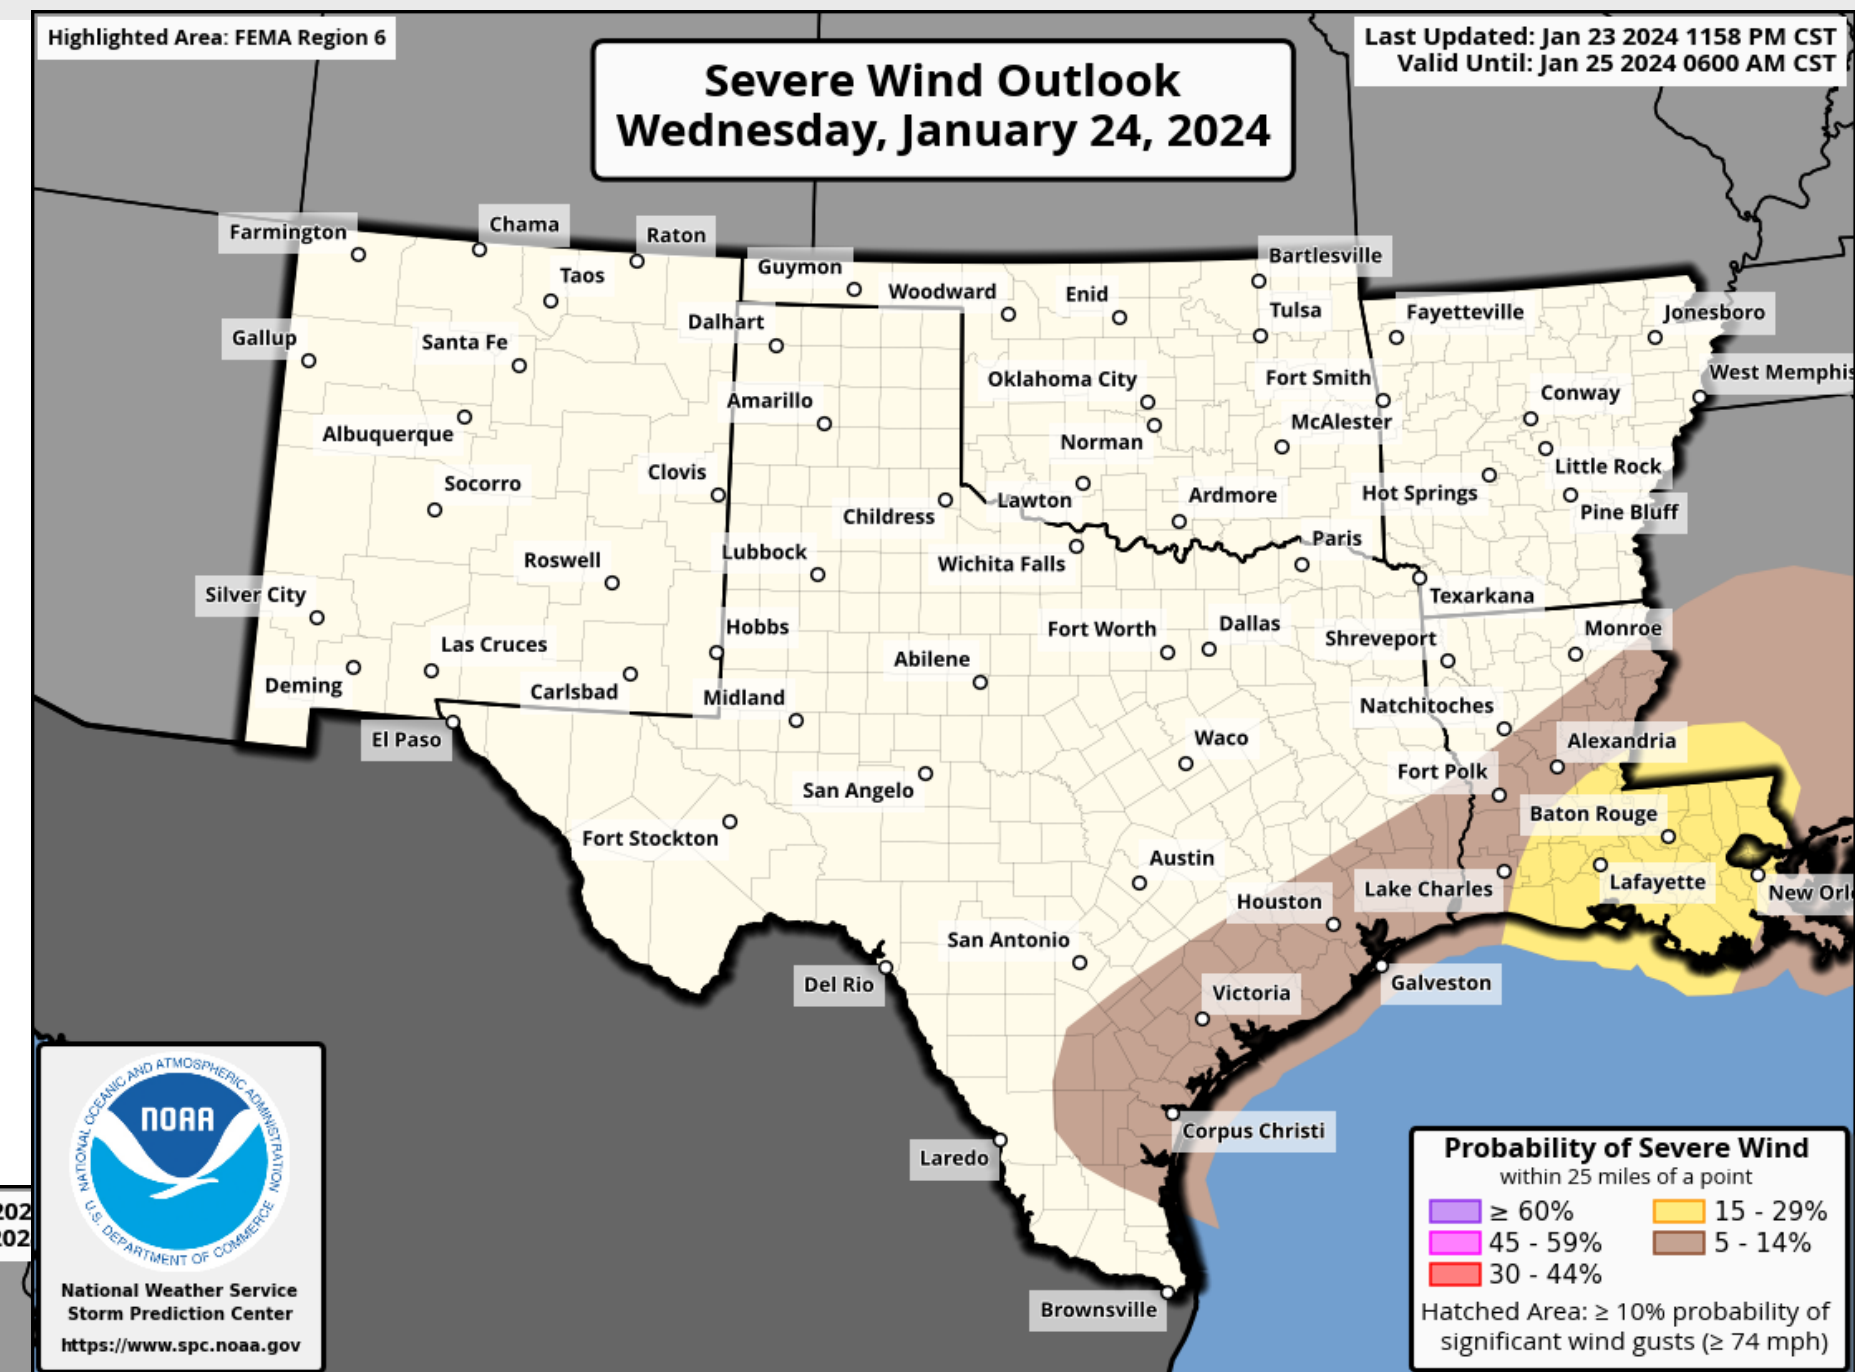 Highlighted Area: FEMA Region 6
Last Updated: Jan 23 2024 1158 PM CST
Valid Until: Jan 25 2024 0600 AM CST
Severe Wind Outlook
Wednesday, January 24, 2024
Farmington
Chama
Raton
Taos
Guymon
Woodward
Enid
Bartlesville
Tulsa
Fayetteville
Jonesboro
Gallup
Santa Fe
Dalhart
Oklahoma City
Fort Smith
West Memphis
Amarillo
Conway
Albuquerque
Norman
McAlester
Clovis
Socorro
Little Rock
Childress
Lawton
Ardmore
Hot Springs
Pine Bluff
Roswell
Lubbock
Wichita Falls
Paris
Silver City
Texarkana
Hobbs
Fort Worth
Dallas
Shreveport
Monroe
Las Cruces
Abilene
Deming
Carlsbad
Midland
Natchitoches
El Paso
Waco
Alexandria
San Angelo
Fort Polk
Fort Stockton
Baton Rouge
Austin
Lake Charles
Lafayette
New Orl
Houston
San Antonio
Del Rio
Victoria
Galveston
Corpus Christi
Laredo
Brownsville
202
202
NATIONAL OCEANIC AND ATMOSPHERIC ADMINISTRATION
U.S. DEPARTMENT OF COMMERCE
NOAA
National Weather Service
Storm Prediction Center
https://www.spc.noaa.gov
Probability of Severe Wind
within 25 miles of a point
≥ 60% 15 - 29%
45 - 59% 5 - 14%
30 - 44%
Hatched Area: ≥ 10% probability of
significant wind gusts (≥ 74 mph)